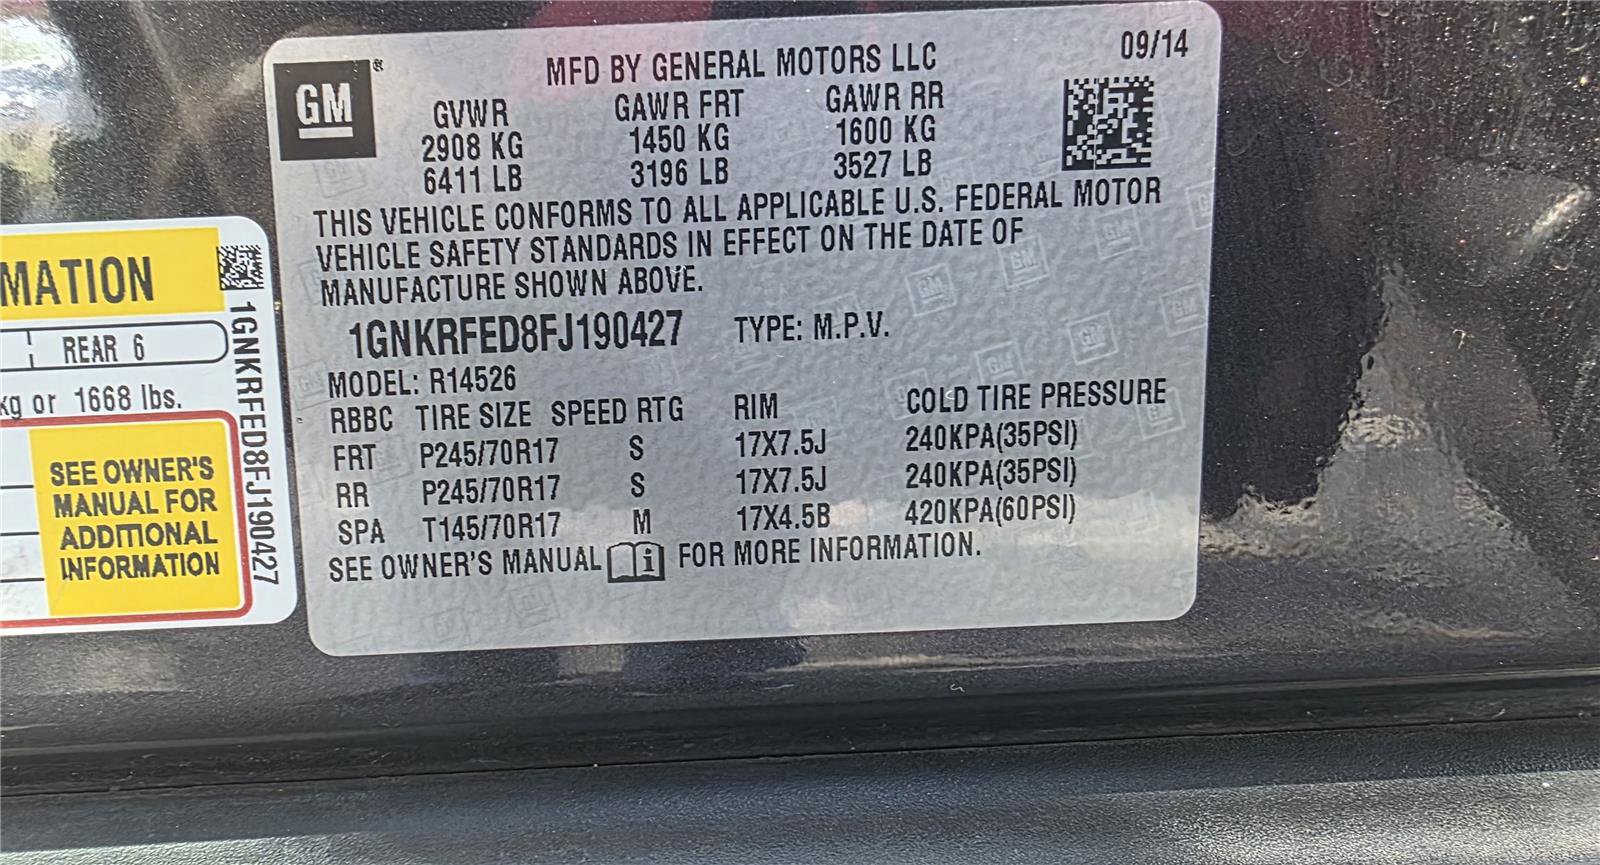 GM ®
MFD BY GENERAL MOTORS LLC
09/14
GVWR GAWR FRT GAWR RR
2908 KG 1450 KG 1600 KG
6411 LB 3196 LB 3527 LB
THIS VEHICLE CONFORMS TO ALL APPLICABLE U.S. FEDERAL MOTOR
VEHICLE SAFETY STANDARDS IN EFFECT ON THE DATE OF
MANUFACTURE SHOWN ABOVE.
1GNKRFED8FJ190427 TYPE: M.P.V.
MODEL: R14526
RBBC TIRE SIZE SPEED RTG RIM COLD TIRE PRESSURE
FRT P245/70R17 S 17X7.5J 240KPA(35PSI)
RR P245/70R17 S 17X7.5J 240KPA(35PSI)
SPA T145/70R17 M 17X4.5B 420KPA(60PSI)
SEE OWNER'S MANUAL i FOR MORE INFORMATION.
MATION
REAR 6
kg or 1668 lbs.
SEE OWNER'S
MANUAL FOR
ADDITIONAL
INFORMATION
1GNKRFED8FJ190427